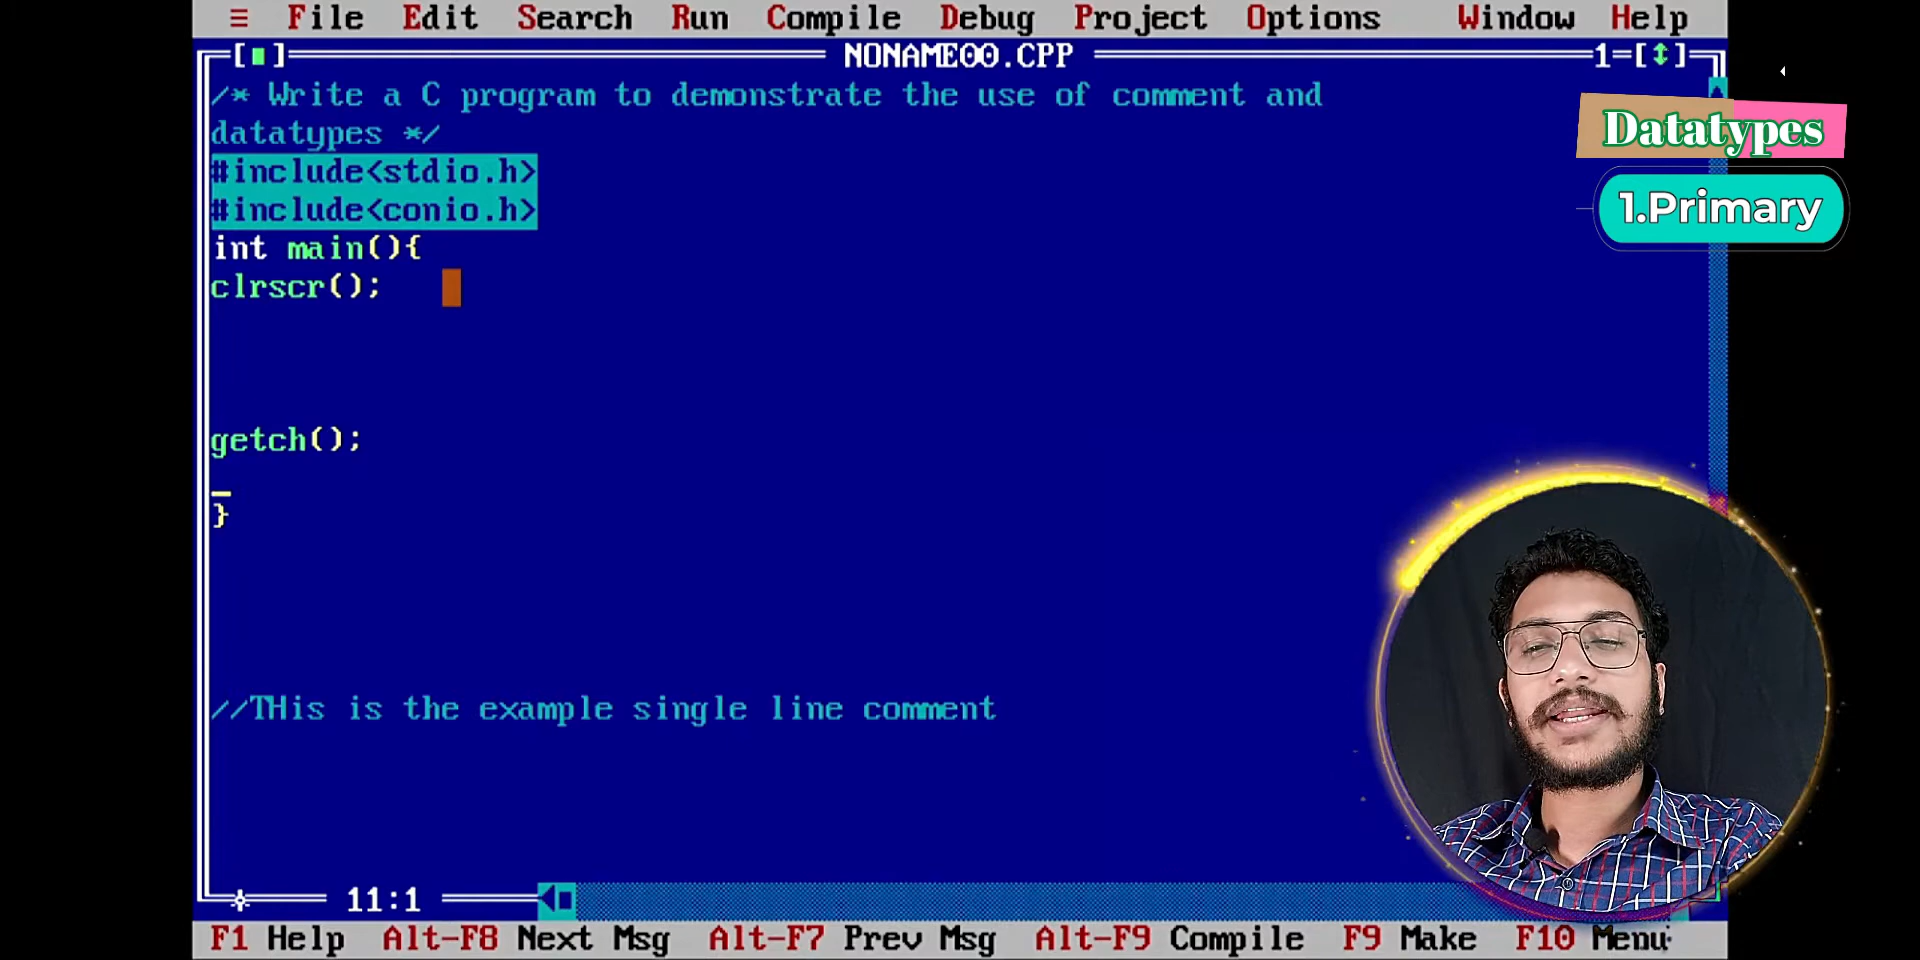 ≡ File Edit Search Run Compile Debug Project Options Window Help
[■] NONAME00.CPP 1=[↕]
/* Write a C program to demonstrate the use of comment and
datatypes */
#include<stdio.h>
#include<conio.h>
int main(){
clrscr();
getch();
}
//THis is the example single line comment
11:1
F1 Help Alt-F8 Next Msg Alt-F7 Prev Msg Alt-F9 Compile F9 Make F10 Menu
Datatypes
1.Primary